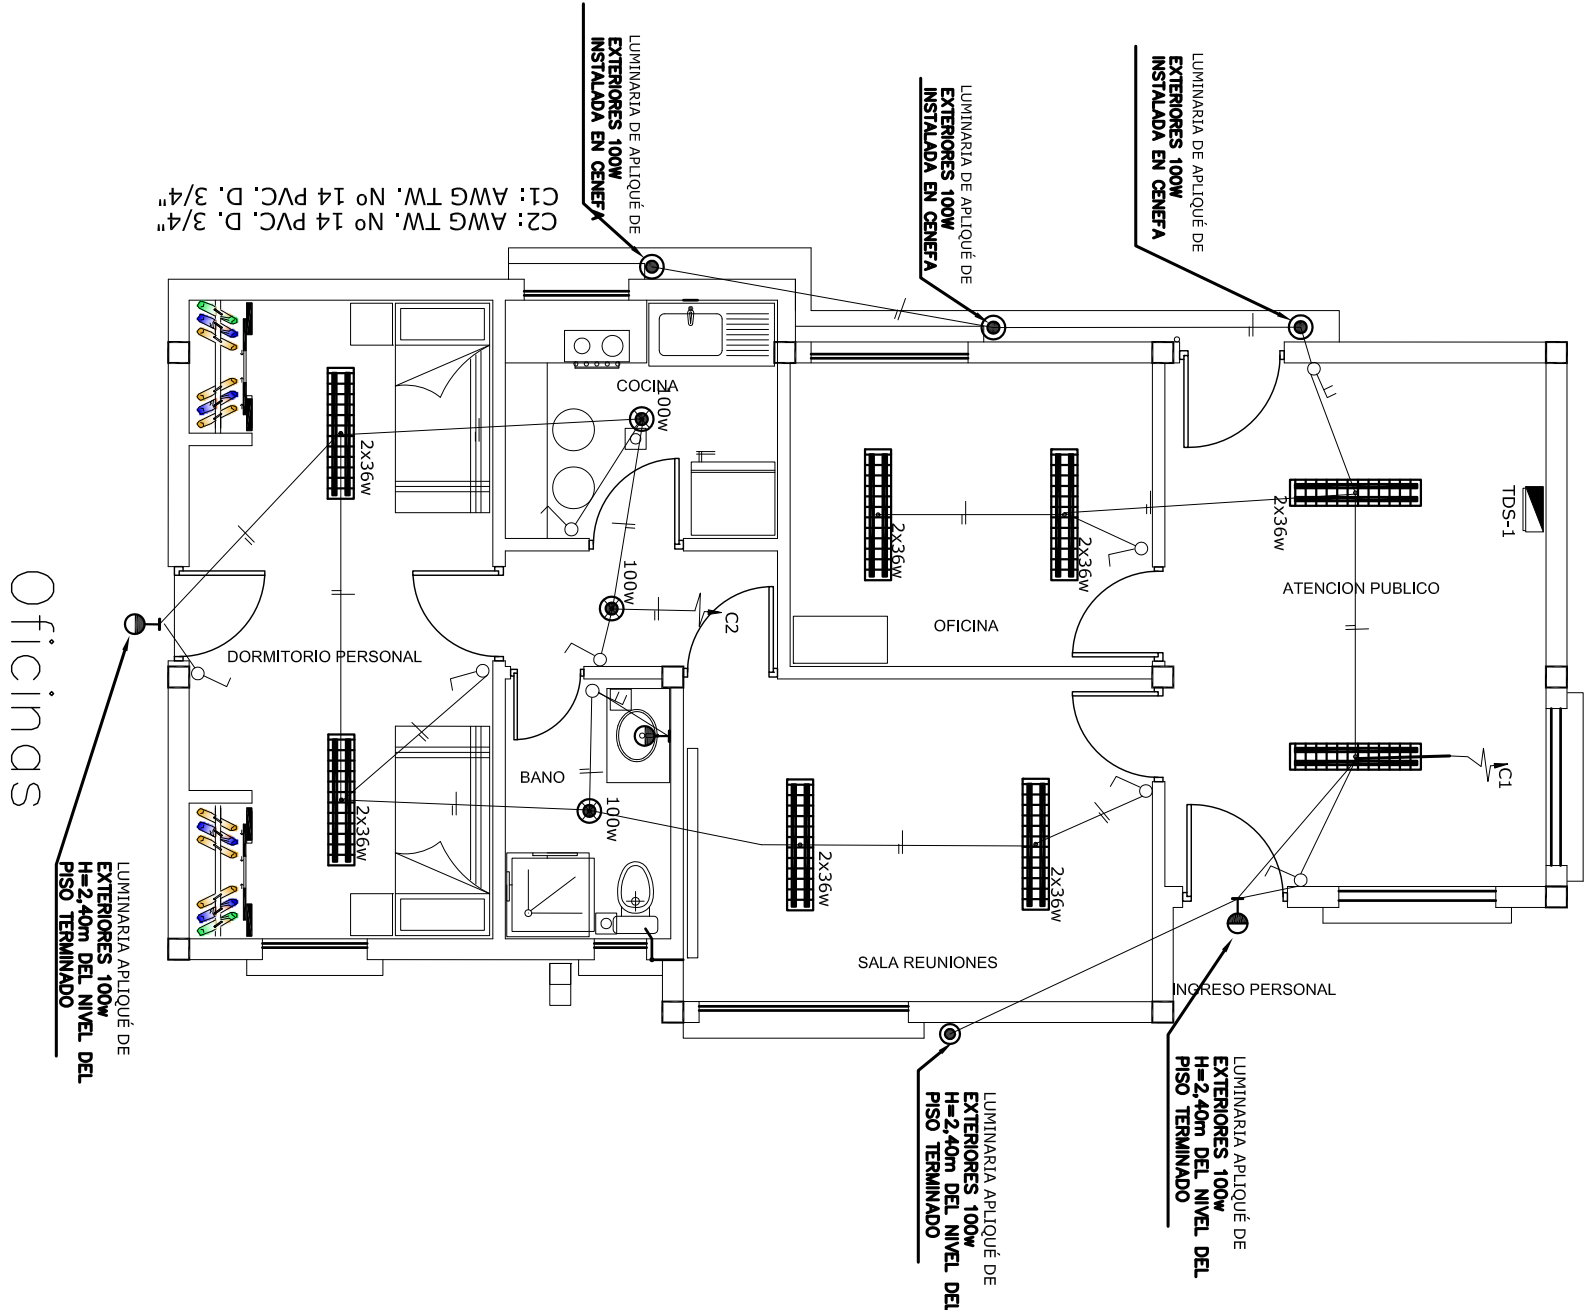 LUMINARIA DE APLIQUÉ DE
EXTERIORES 100W
INSTALADA EN CENEFA
LUMINARIA DE APLIQUÉ DE
EXTERIORES 100W
INSTALADA EN CENEFA
LUMINARIA DE APLIQUÉ DE
EXTERIORES 100W
INSTALADA EN CENEFA
C1: AWG TW. Nº 14 PVC. D. 3/4"
C2: AWG TW. Nº 14 PVC. D. 3/4"
COCINA
100w
2x36w
2x36w
2x36w
2x36w
TDS-1
ATENCION PUBLICO
100w
C2
OFICINA
DORMITORIO PERSONAL
BANO
100w
2x36w
2x36w
2x36w
C1
SALA REUNIONES
INGRESO PERSONAL
Oficinas
LUMINARIA APLIQUÉ DE
EXTERIORES 100w
H=2,40m DEL NIVEL DEL
PISO TERMINADO
LUMINARIA APLIQUÉ DE
EXTERIORES 100w
H=2,40m DEL NIVEL DEL
PISO TERMINADO
LUMINARIA APLIQUÉ DE
EXTERIORES 100w
H=2,40m DEL NIVEL DEL
PISO TERMINADO